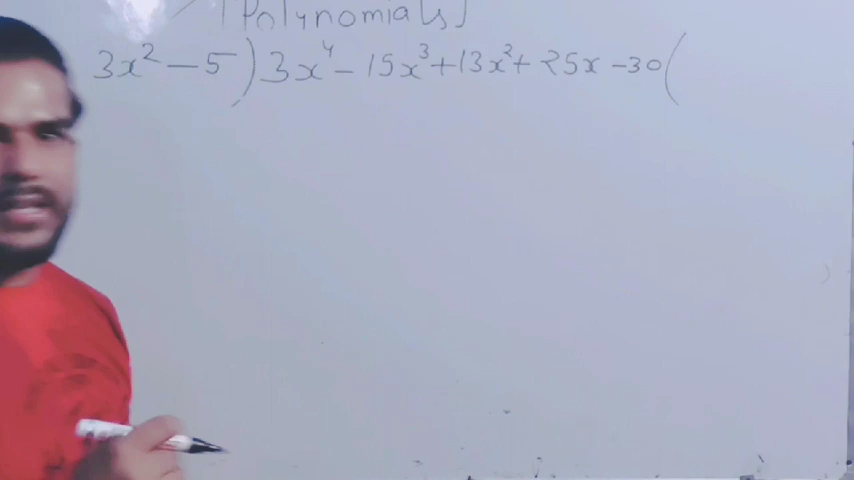 [Polynomials]
3x² - 5 ) 3x⁴ - 15x³ + 13x² + 25x - 30 (